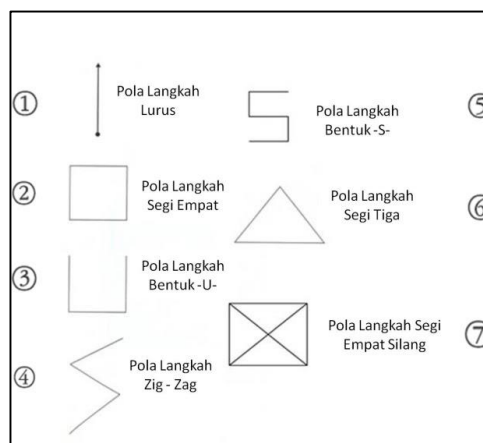 ①
Pola Langkah
Lurus
②
Pola Langkah
Segi Empat
③
Pola Langkah
Bentuk -U-
④
Pola Langkah
Zig - Zag
Pola Langkah
Bentuk -S-
⑤
Pola Langkah
Segi Tiga
⑥
Pola Langkah Segi
Empat Silang
⑦